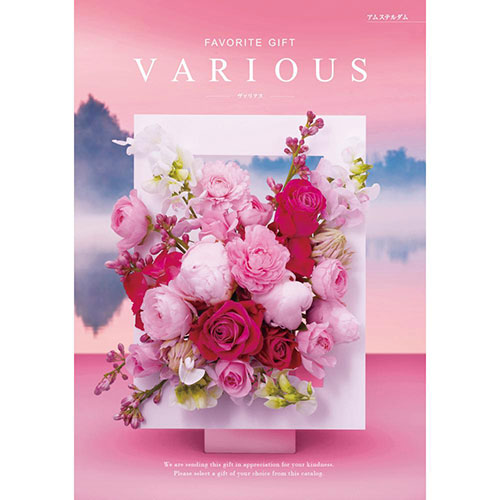 アムステルダム
FAVORITE GIFT
VARIOUS
ヴァリアス
We are sending this gift in appreciation for your kindness.
Please select a gift of your choice from this catalog.